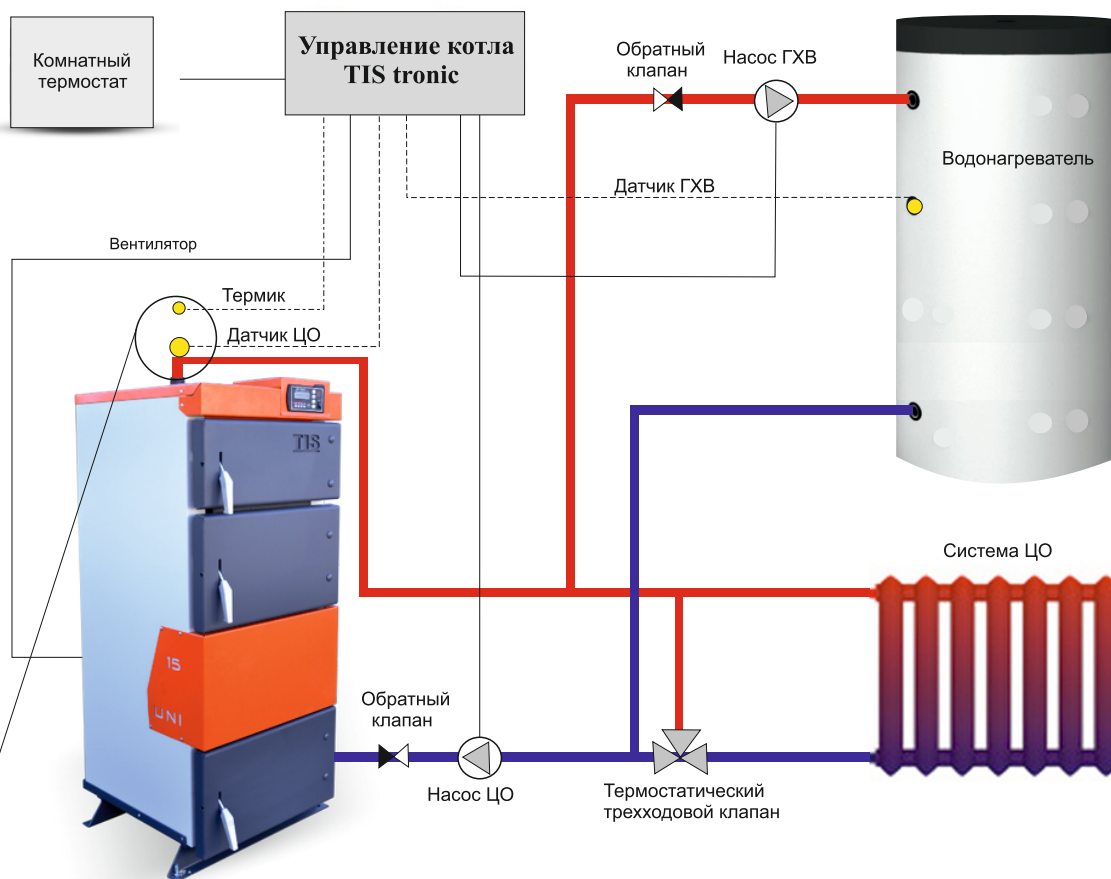 Комнатный
термостат
Управление котла
TIS tronic
Обратный
клапан
Насос ГХВ
Водонагреватель
Датчик ГХВ
Вентилятор
Термик
Датчик ЦО
TIS
Система ЦО
15
UNI
Обратный
клапан
Насос ЦО
Термостатический
трехходовой клапан